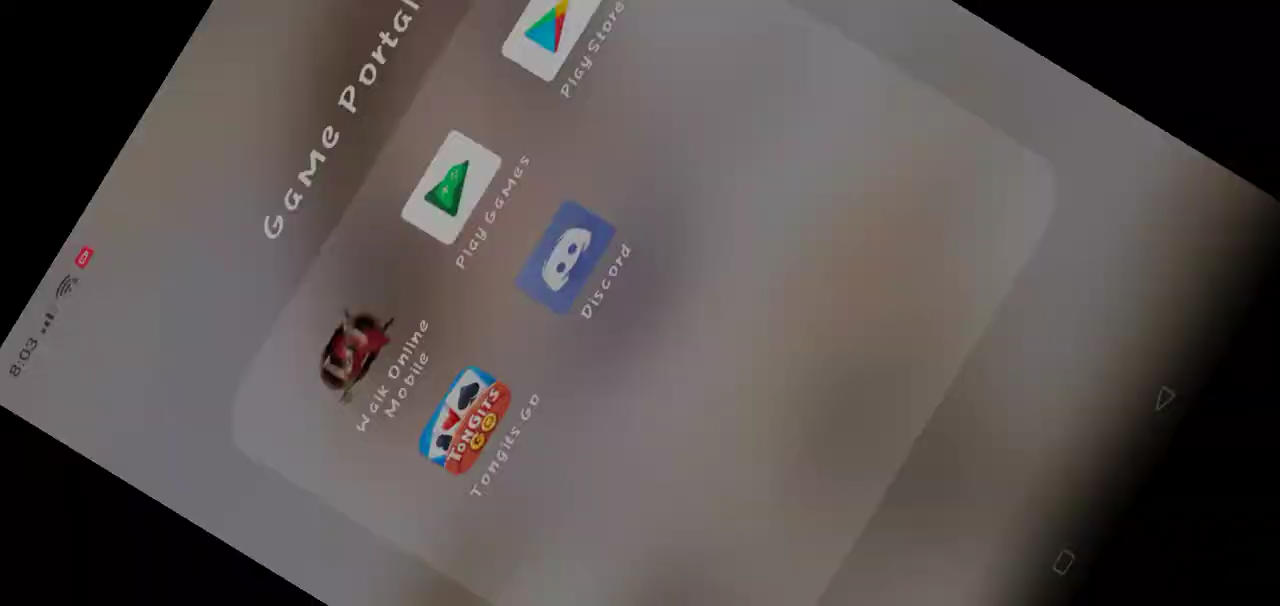 8:03
Game Portal
Play Store
Play Games
Walk Online
Mobile
Discord
TONGITS
GO
Tongits GO